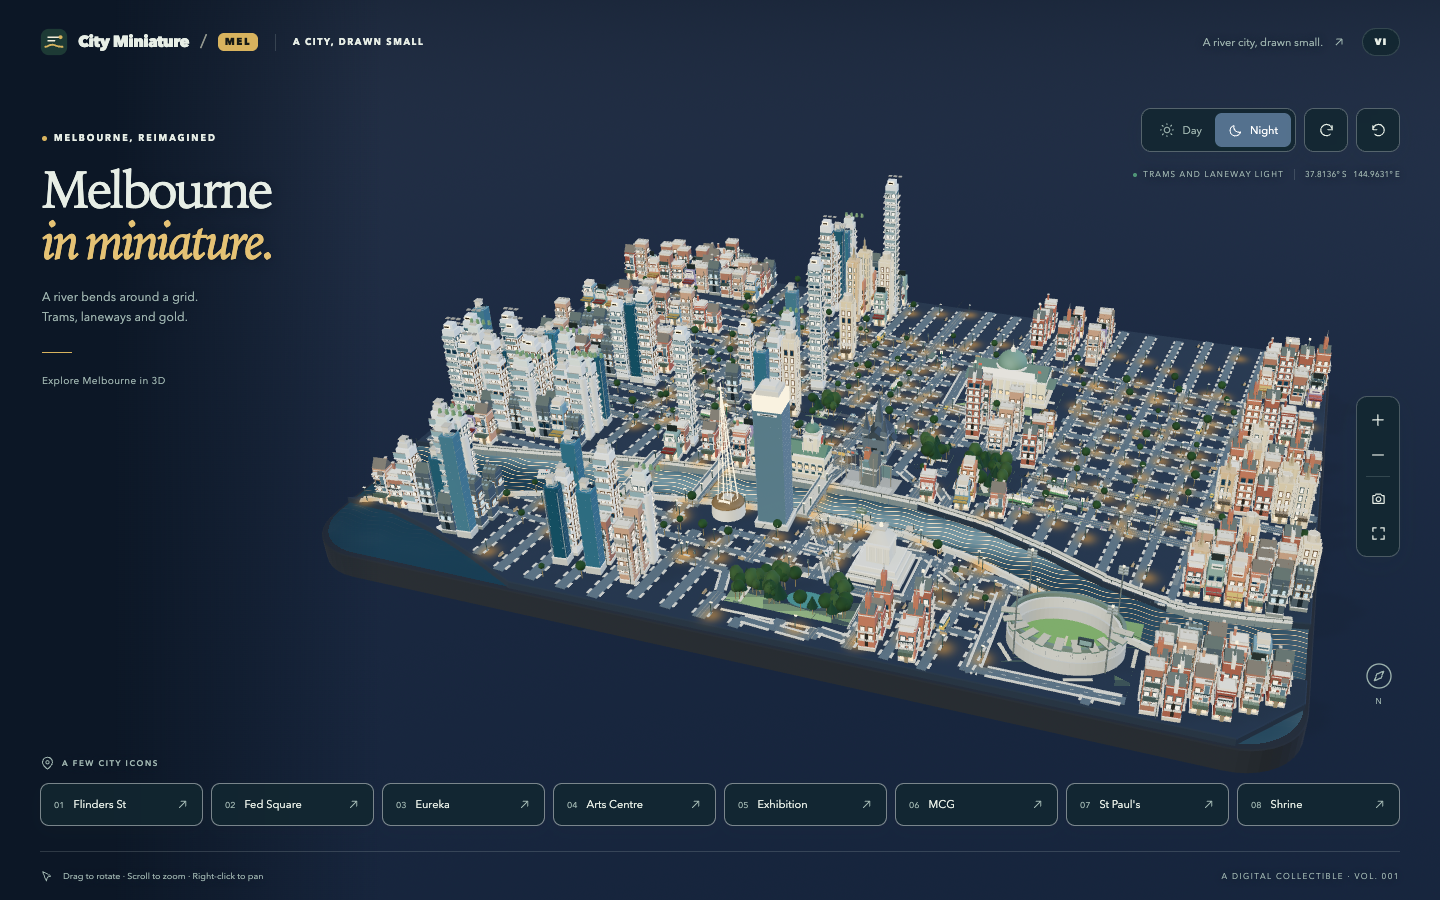 City Miniature / MEL
A CITY, DRAWN SMALL
A river city, drawn small.
VI
Day
Night
TRAMS AND LANEWAY LIGHT
37.8136° S 144.9631° E
MELBOURNE, REIMAGINED
Melbourne
in miniature.
A river bends around a grid.
Trams, laneways and gold.
Explore Melbourne in 3D
N
A FEW CITY ICONS
01 Flinders St
02 Fed Square
03 Eureka
04 Arts Centre
05 Exhibition
06 MCG
07 St Paul's
08 Shrine
Drag to rotate · Scroll to zoom · Right-click to pan
A DIGITAL COLLECTIBLE · VOL. 001